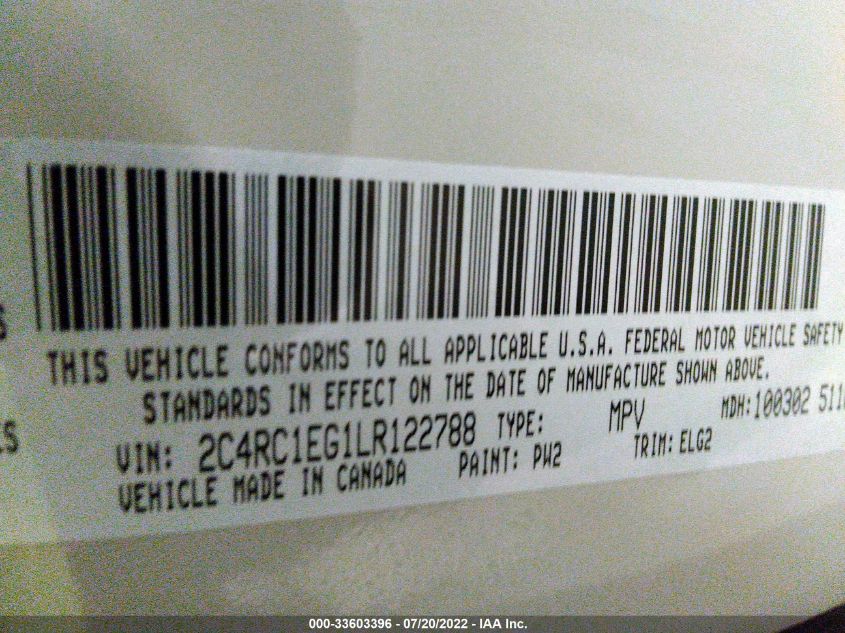 THIS VEHICLE CONFORMS TO ALL APPLICABLE U.S.A. FEDERAL MOTOR VEHICLE SAFETY
STANDARDS IN EFFECT ON THE DATE OF MANUFACTURE SHOWN ABOVE.
VIN: 2C4RC1EG1LR122788 TYPE: MPV MDH: 100302
VEHICLE MADE IN CANADA PAINT: PW2 TRIM: ELG2
000-33603396 - 07/20/2022 - IAA Inc.